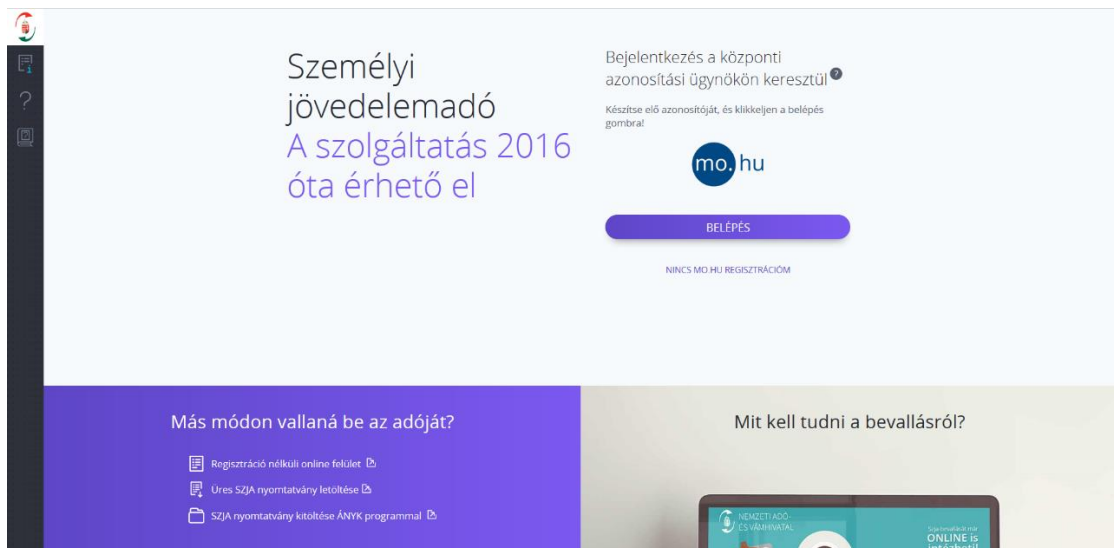 Személyi
jövedelemadó
A szolgáltatás 2016
óta érhető el
Bejelentkezés a központi
azonosítási ügynökön keresztül ?
Készítse elő azonosítóját, és klikkeljen a belépés
gombra!
mo.hu
BELÉPÉS
NINCS MO.HU REGISZTRÁCIÓM
Más módon vallaná be az adóját?
Regisztráció nélküli online felület
Üres SZJA nyomtatvány letöltése
SZJA nyomtatvány kitöltése ÁNYK programmal
Mit kell tudni a bevallásról?
NEMZETI ADÓ-
ÉS VÁMHIVATAL
ONLINE is
intézheti!